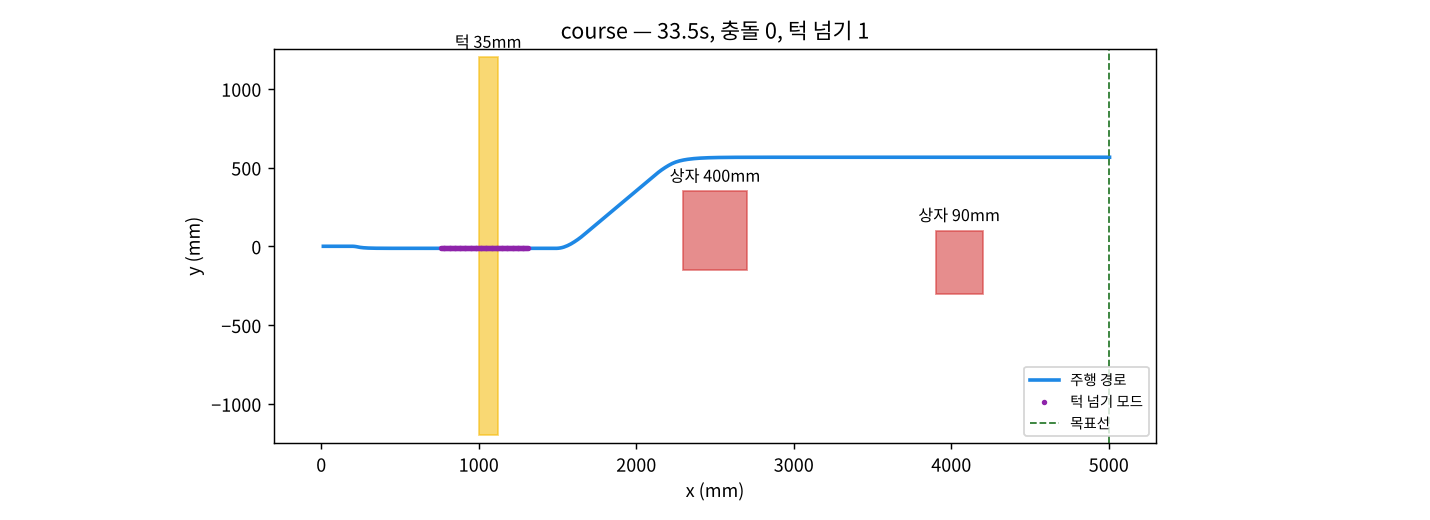 course — 33.5s, 충돌 0, 턱 넘기 1
턱 35mm
상자 400mm
상자 90mm
y (mm)
1000
500
0
−500
−1000
0
1000
2000
3000
4000
5000
x (mm)
주행 경로
턱 넘기 모드
목표선